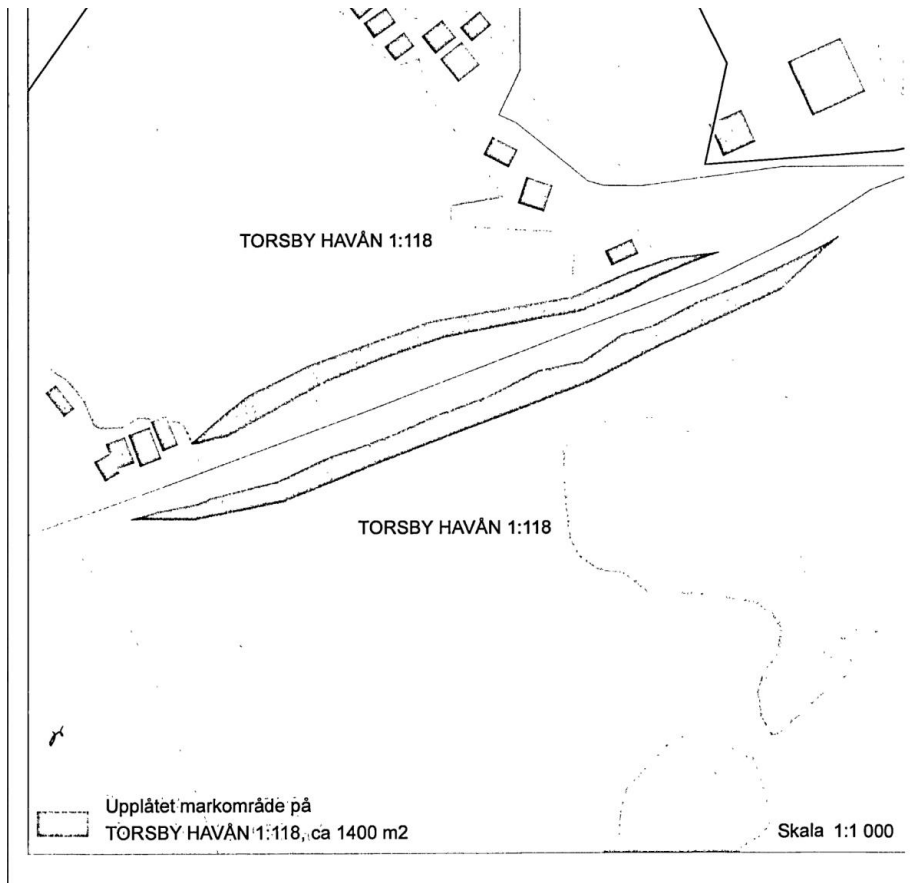 TORSBY HAVÅN 1:118
TORSBY HAVÅN 1:118
Upplåtet markområde på
TORSBY HAVÅN 1:118, ca 1400 m2
Skala 1:1 000